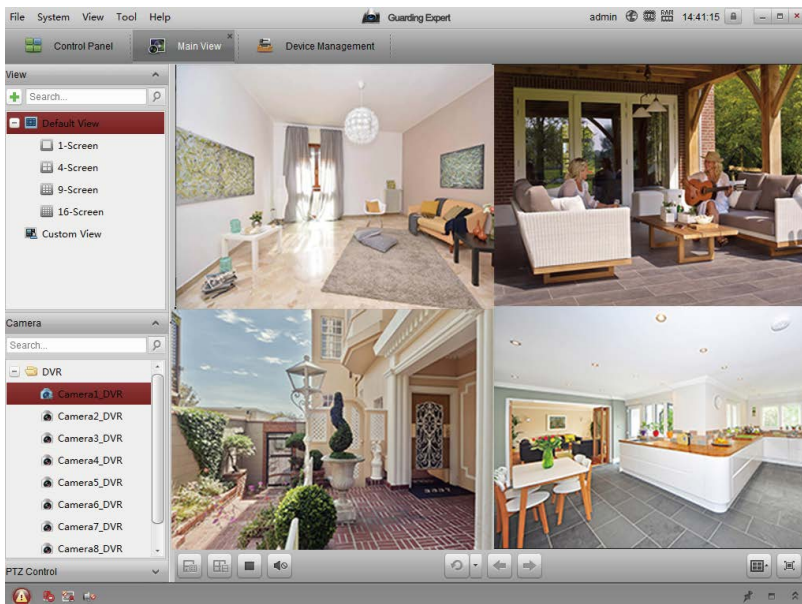 File System View Tool Help Guarding Expert admin 14:41:15
Control Panel Main View Device Management
View
Search...
Default View
1-Screen
4-Screen
9-Screen
16-Screen
Custom View
Camera
Search...
DVR
Camera1_DVR
Camera2_DVR
Camera3_DVR
Camera4_DVR
Camera5_DVR
Camera6_DVR
Camera7_DVR
Camera8_DVR
PTZ Control